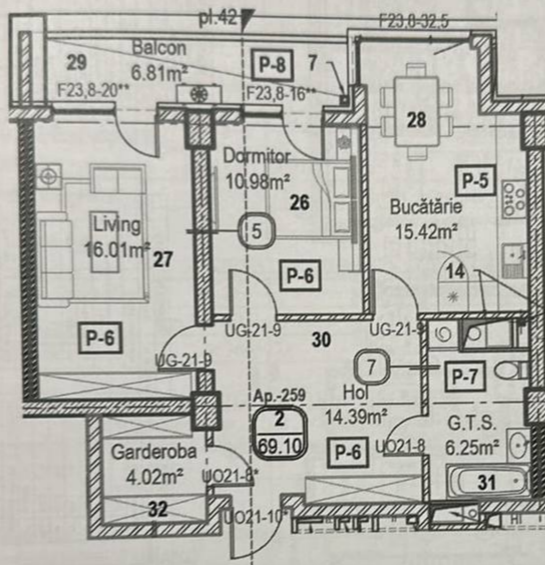 pl.42
F23,8-32,5
Balcon
6.81m²
29
P-8
7
F23,8-20**
F23,8-16**
28
Dormitor
10.98m²
26
P-5
Bucătărie
15.42m²
Living
16.01m²
27
5
P-6
14
UG-21-9
UG-21-9
30
P-6
UG-21-9
7
P-7
Ap.-259
2
69.10
Hol
14.39m²
G.T.S.
6.25m²
Garderoba
4.02m²
UO21-8
P-6
UO21-8*
31
32
UO21-10*